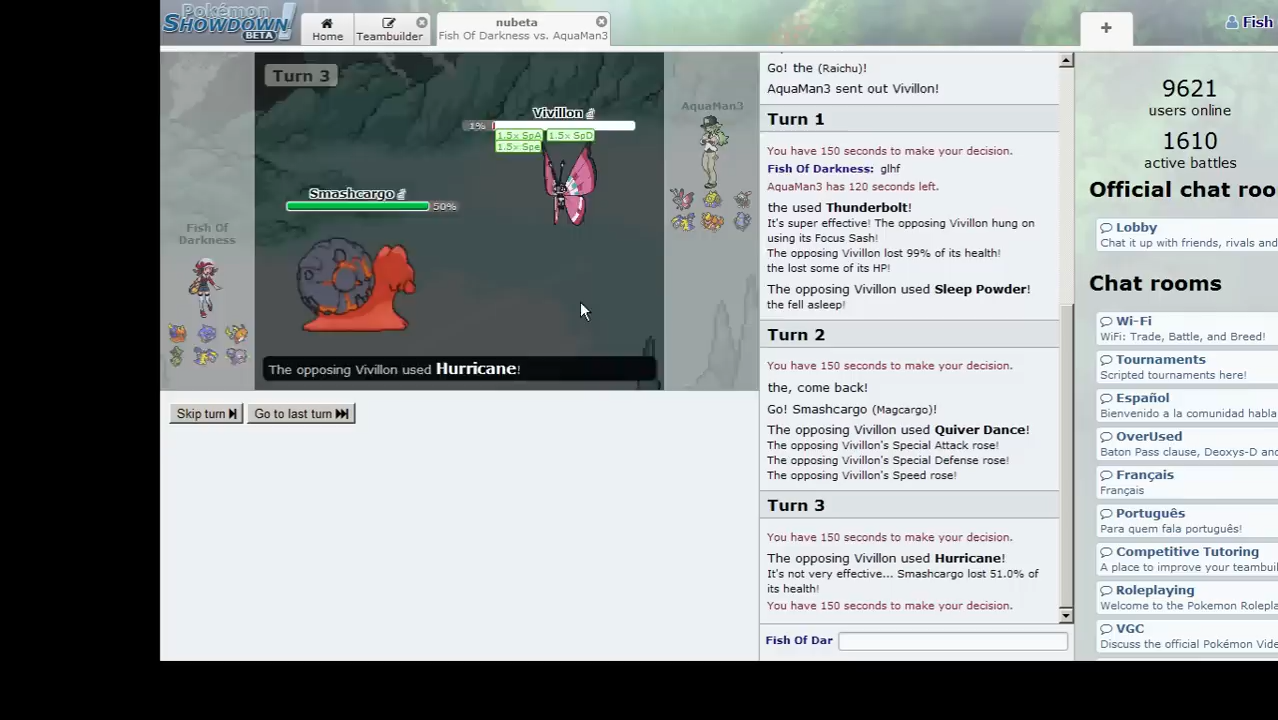 Pokémon
SHOWDOWN!
BETA
Home
Teambuilder
nubeta
Fish Of Darkness vs. AquaMan3
+
Fish
Turn 3
Vivillon
1%
1.5x SpA 1.5x SpD
1.5x Spe
Smashcargo
50%
Fish Of
Darkness
AquaMan3
The opposing Vivillon used Hurricane!
Skip turn
Go to last turn
Go! the (Raichu)!
AquaMan3 sent out Vivillon!
Turn 1
You have 150 seconds to make your decision.
Fish Of Darkness: glhf
AquaMan3 has 120 seconds left.
the used Thunderbolt!
It's super effective! The opposing Vivillon hung on
using its Focus Sash!
The opposing Vivillon lost 99% of its health!
the lost some of its HP!
The opposing Vivillon used Sleep Powder!
the fell asleep!
Turn 2
You have 150 seconds to make your decision.
the, come back!
Go! Smashcargo (Magcargo)!
The opposing Vivillon used Quiver Dance!
The opposing Vivillon's Special Attack rose!
The opposing Vivillon's Special Defense rose!
The opposing Vivillon's Speed rose!
Turn 3
You have 150 seconds to make your decision.
The opposing Vivillon used Hurricane!
It's not very effective... Smashcargo lost 51.0% of
its health!
You have 150 seconds to make your decision.
Fish Of Dar
9621
users online
1610
active battles
Official chat roo
Lobby
Chat it up with friends, rivals and
Chat rooms
Wi-Fi
WiFi: Trade, Battle, and Breed!
Tournaments
Scripted tournaments here!
Español
Bienvenido a la comunidad habla
OverUsed
Baton Pass clause, Deoxys-D and
Français
Français
Português
Para quem fala português!
Competitive Tutoring
A place to improve your teambuil
Roleplaying
Welcome to the Pokemon Rolepla
VGC
Discuss the official Pokémon Vide